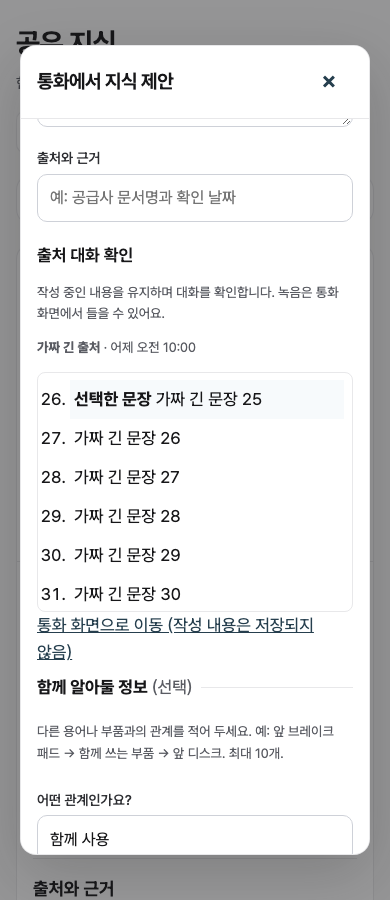 공유 지식
통화에서 지식 제안
×
출처와 근거
예: 공급사 문서명과 확인 날짜
출처 대화 확인
작성 중인 내용을 유지하며 대화를 확인합니다. 녹음은 통화
화면에서 들을 수 있어요.
가짜 긴 출처 · 어제 오전 10:00
26. 선택한 문장 가짜 긴 문장 25
27. 가짜 긴 문장 26
28. 가짜 긴 문장 27
29. 가짜 긴 문장 28
30. 가짜 긴 문장 29
31. 가짜 긴 문장 30
통화 화면으로 이동 (작성 내용은 저장되지
않음)
함께 알아둘 정보 (선택)
다른 용어나 부품과의 관계를 적어 두세요. 예: 앞 브레이크
패드 → 함께 쓰는 부품 → 앞 디스크. 최대 10개.
어떤 관계인가요?
함께 사용
출처와 근거